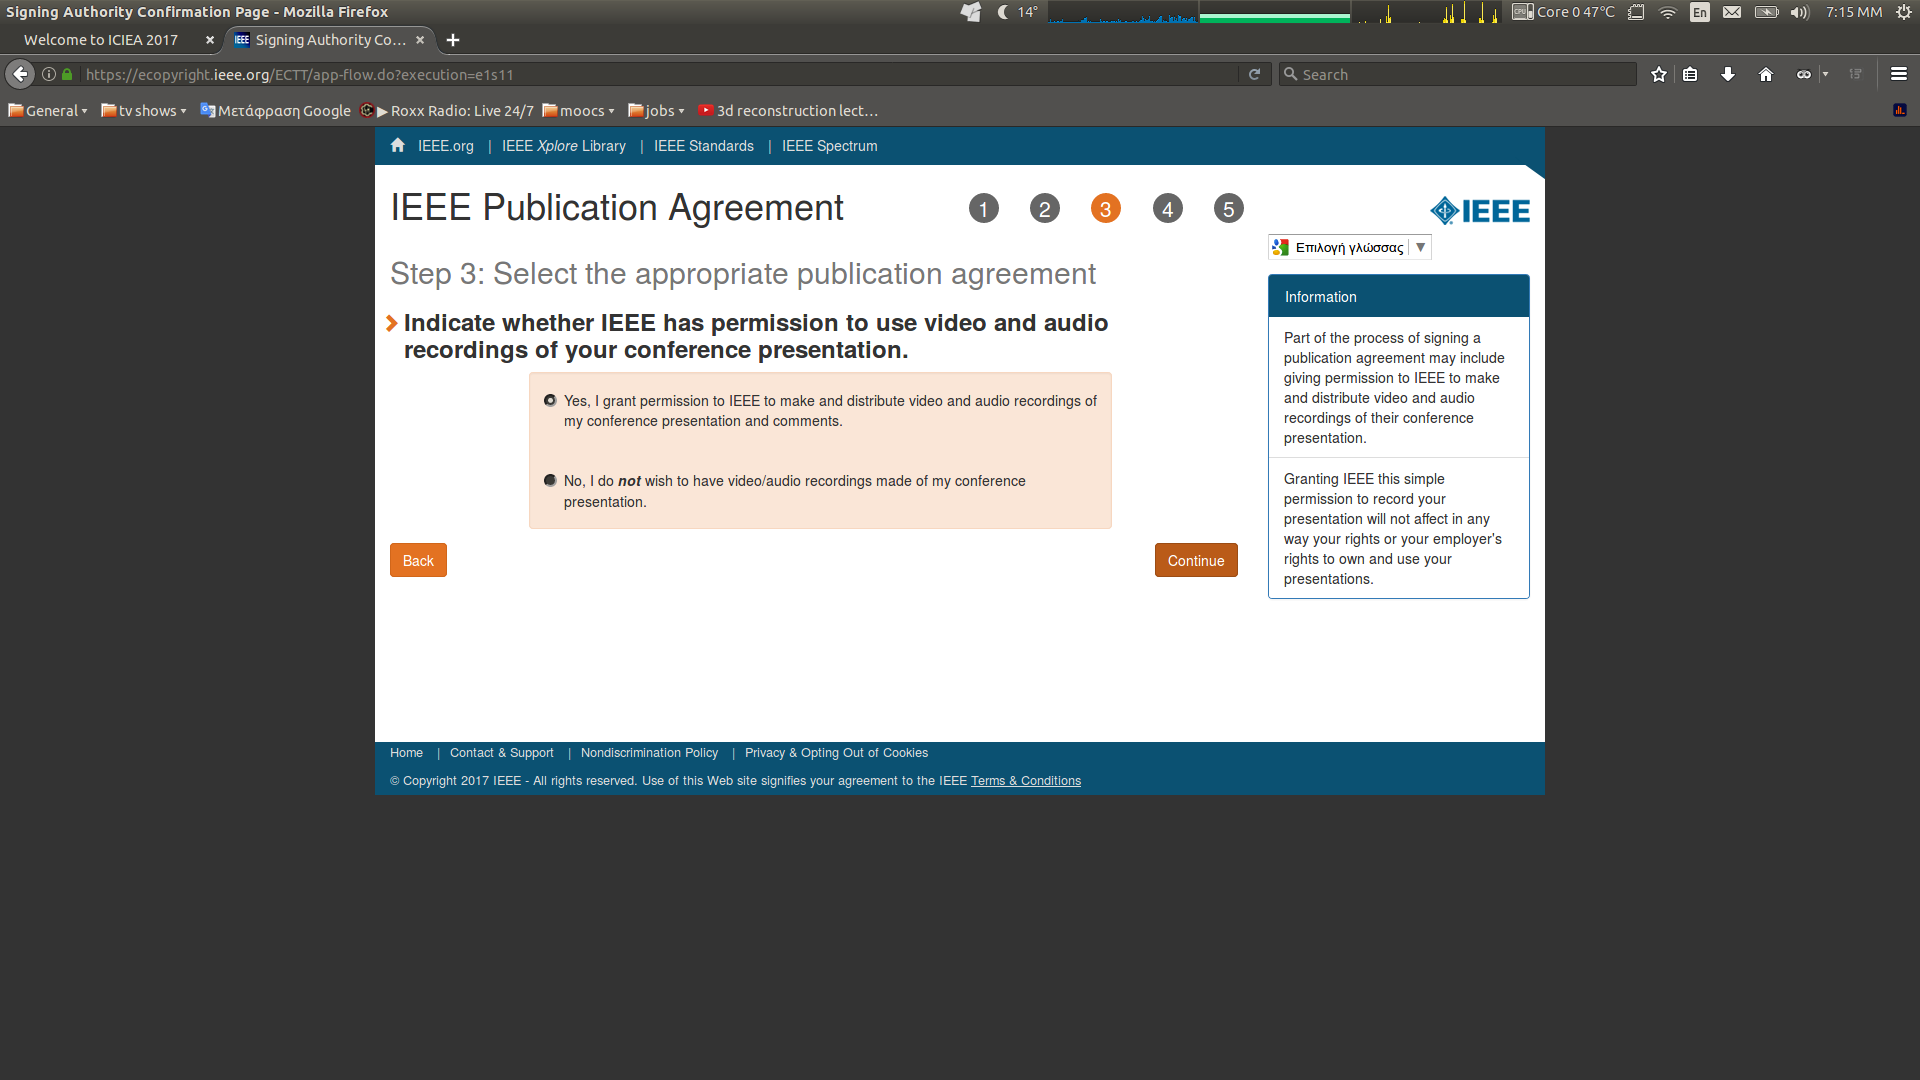 Signing Authority Confirmation Page - Mozilla Firefox
14°
Core 0 47°C
En
7:15 ΜΜ
Welcome to ICIEA 2017
IEEE Signing Authority Co...
https://ecopyright.ieee.org/ECTT/app-flow.do?execution=e1s11
Search
General
tv shows
Μετάφραση Google
▶ Roxx Radio: Live 24/7
moocs
jobs
3d reconstruction lect...
IEEE.org | IEEE Xplore Library | IEEE Standards | IEEE Spectrum
IEEE Publication Agreement
1 2 3 4 5
IEEE
Επιλογή γλώσσας ▼
Step 3: Select the appropriate publication agreement
Indicate whether IEEE has permission to use video and audio
recordings of your conference presentation.
Yes, I grant permission to IEEE to make and distribute video and audio recordings of
my conference presentation and comments.
No, I do not wish to have video/audio recordings made of my conference
presentation.
Back
Continue
Information
Part of the process of signing a
publication agreement may include
giving permission to IEEE to make
and distribute video and audio
recordings of their conference
presentation.
Granting IEEE this simple
permission to record your
presentation will not affect in any
way your rights or your employer's
rights to own and use your
presentations.
Home | Contact & Support | Nondiscrimination Policy | Privacy & Opting Out of Cookies
© Copyright 2017 IEEE - All rights reserved. Use of this Web site signifies your agreement to the IEEE Terms & Conditions